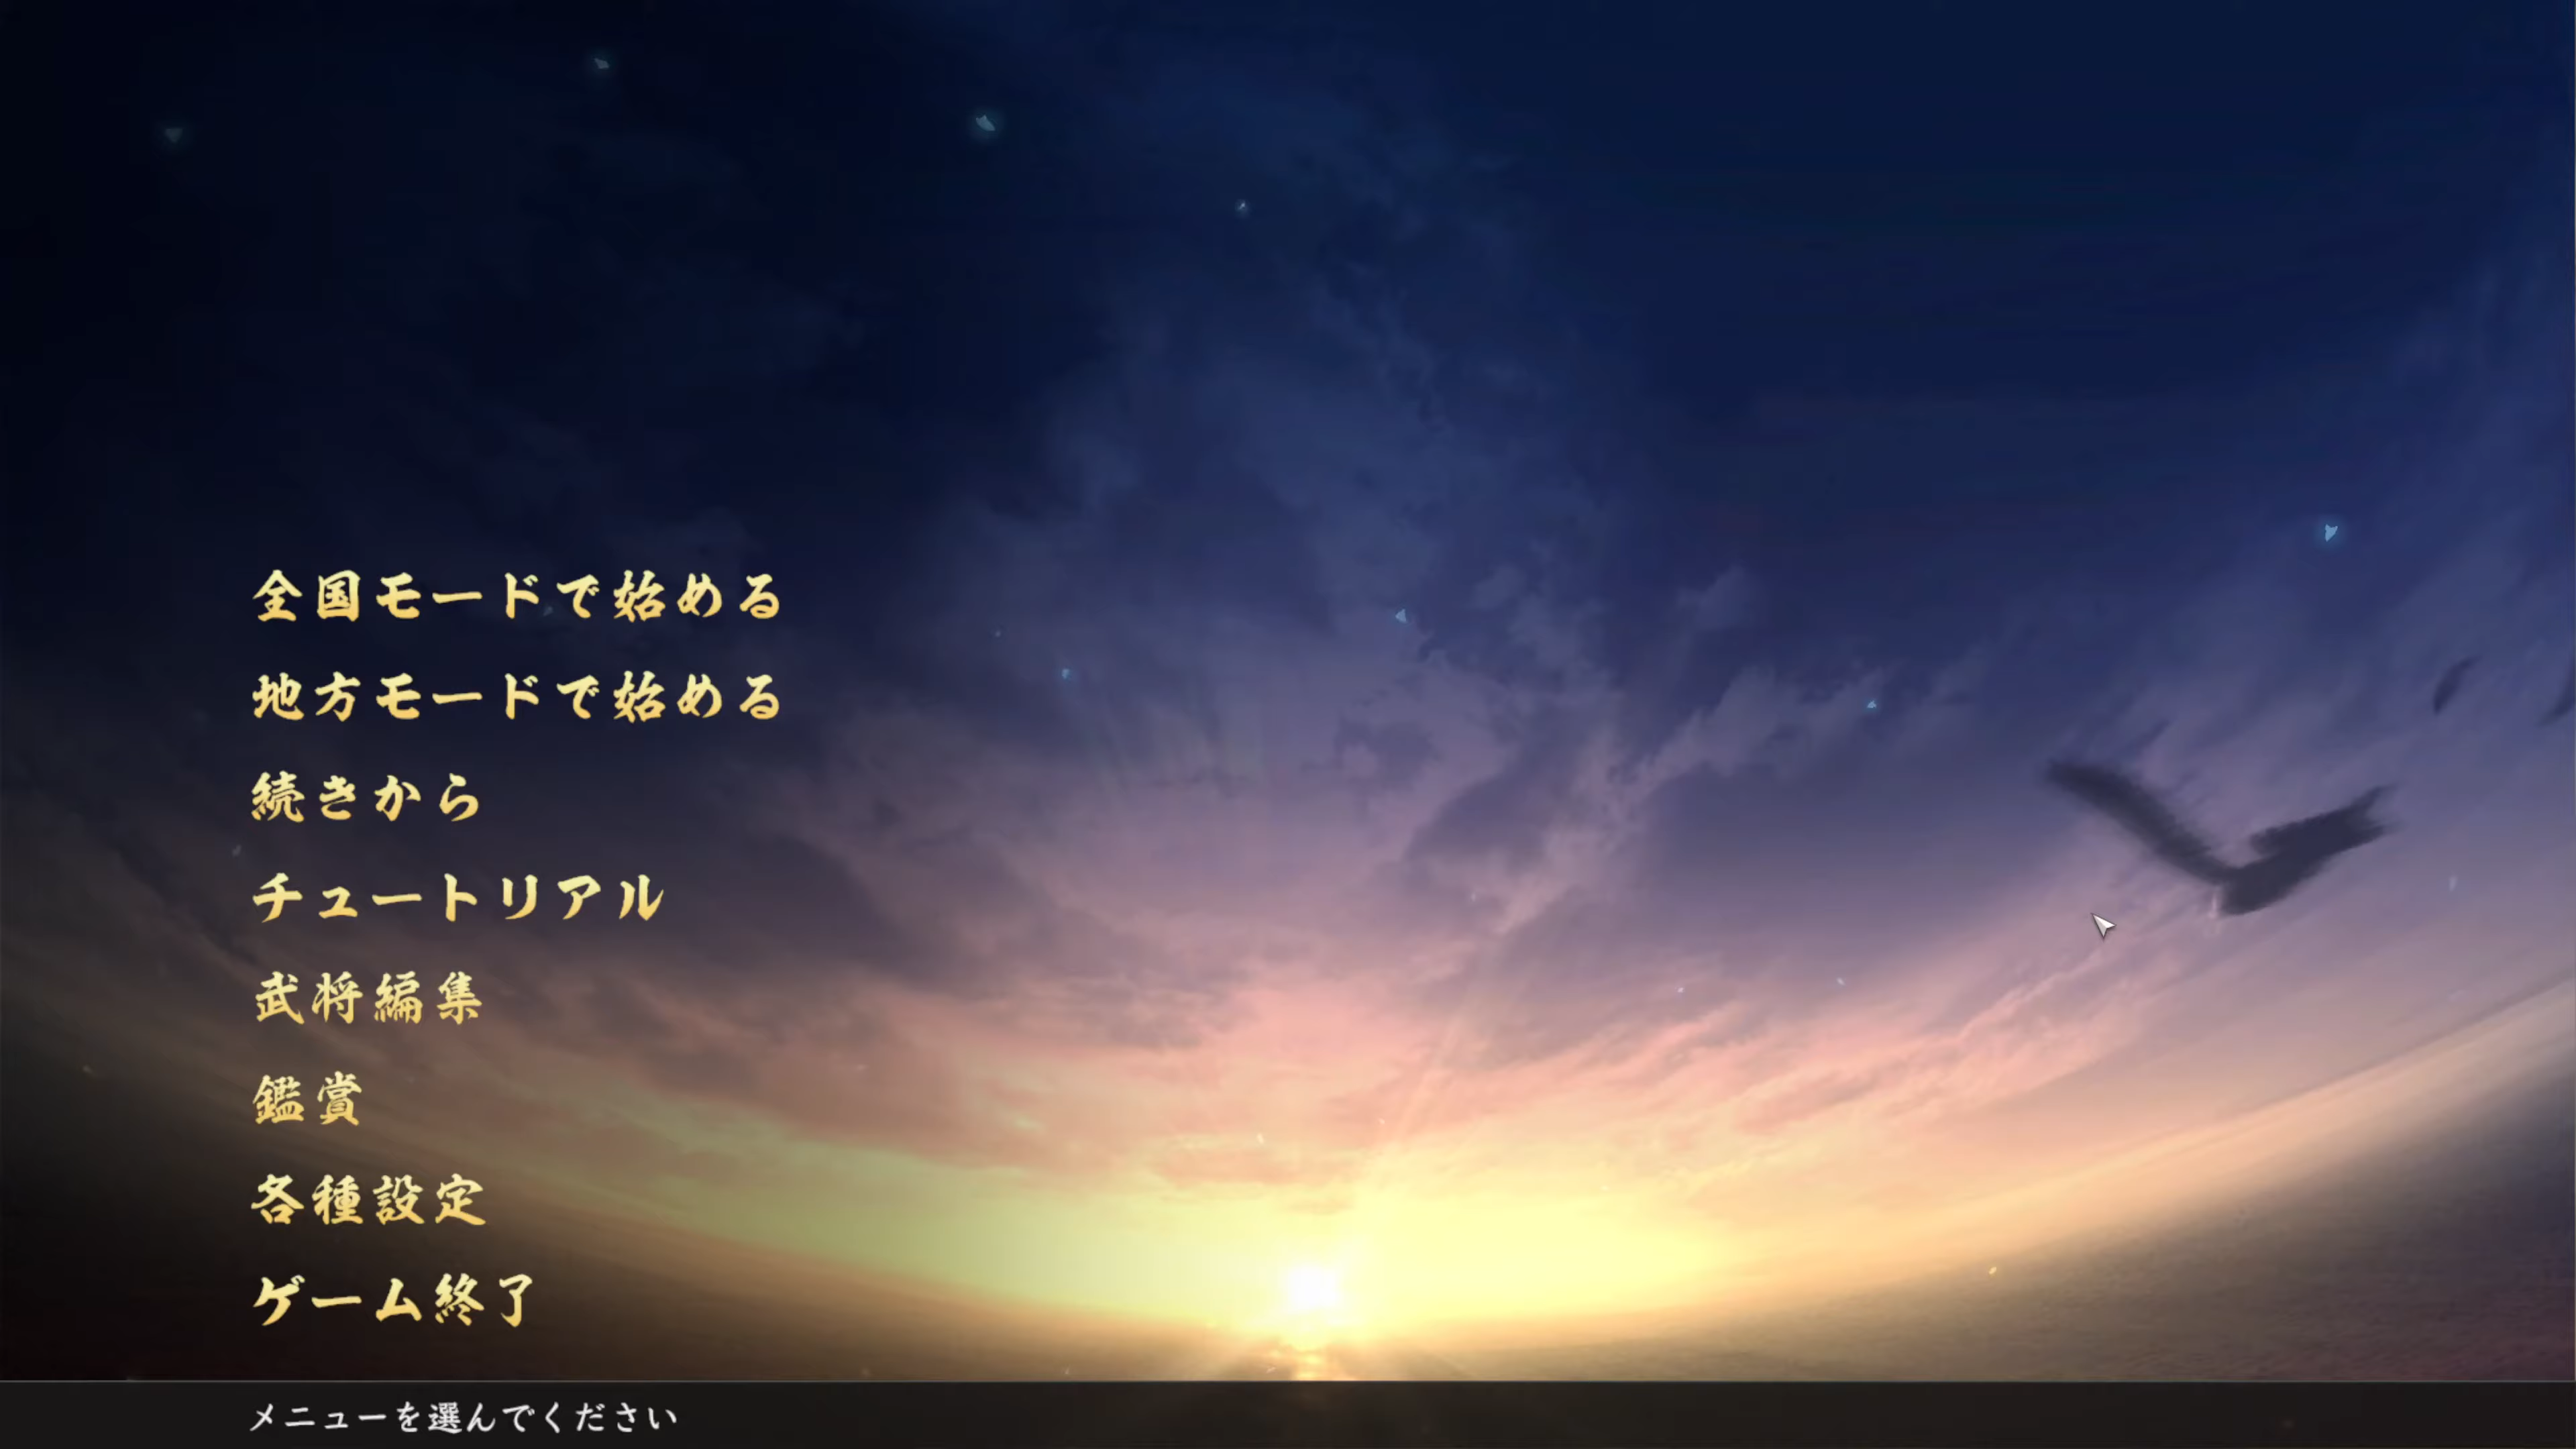 全国モードで始める
地方モードで始める
続きから
チュートリアル
武将編集
鑑賞
各種設定
ゲーム終了
メニューを選んでください